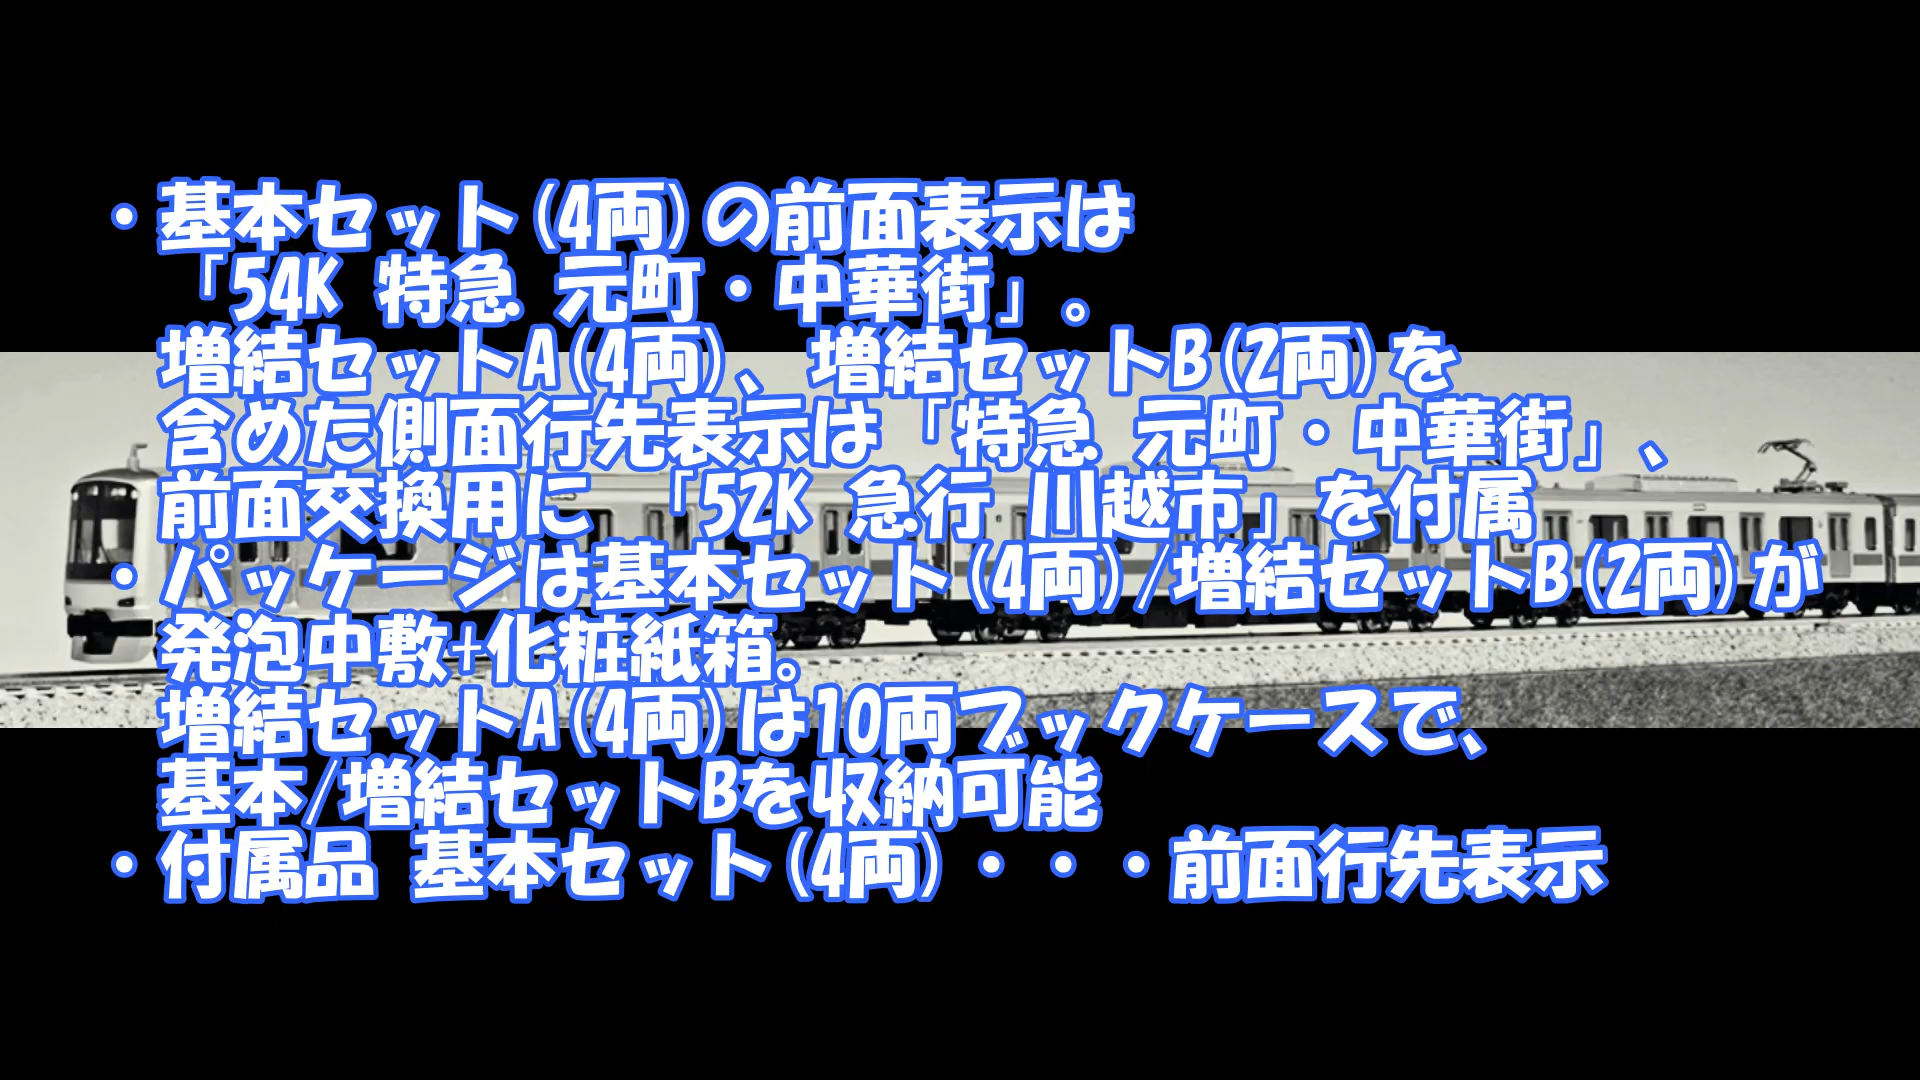 ・基本セット(4両)の前面表示は
「54K 特急 元町・中華街」。
増結セットA(4両)、増結セットB(2両)を
含めた側面行先表示は「特急 元町・中華街」、
前面交換用に 「52K 急行 川越市」を付属
・パッケージは基本セット(4両)/増結セットB(2両)が
発泡中敷+化粧紙箱。
増結セットA(4両)は10両ブックケースで、
基本/増結セットBを収納可能
・付属品 基本セット(4両)・・・前面行先表示